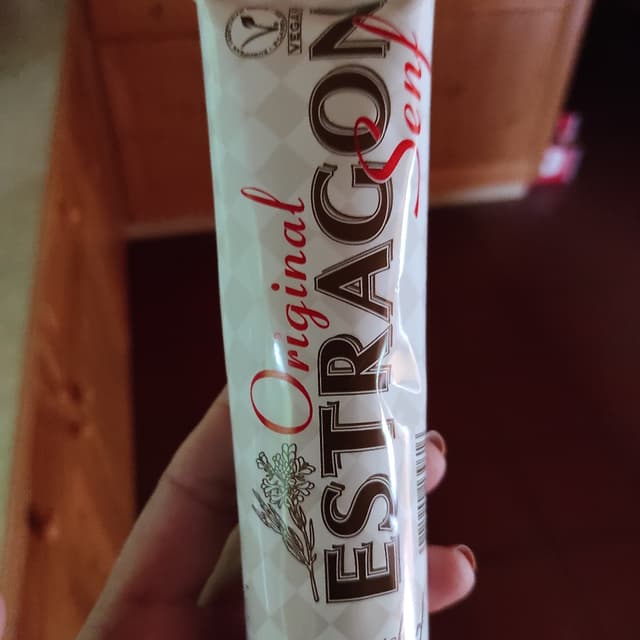 Original
ESTRAGON
Senf
VEGAN